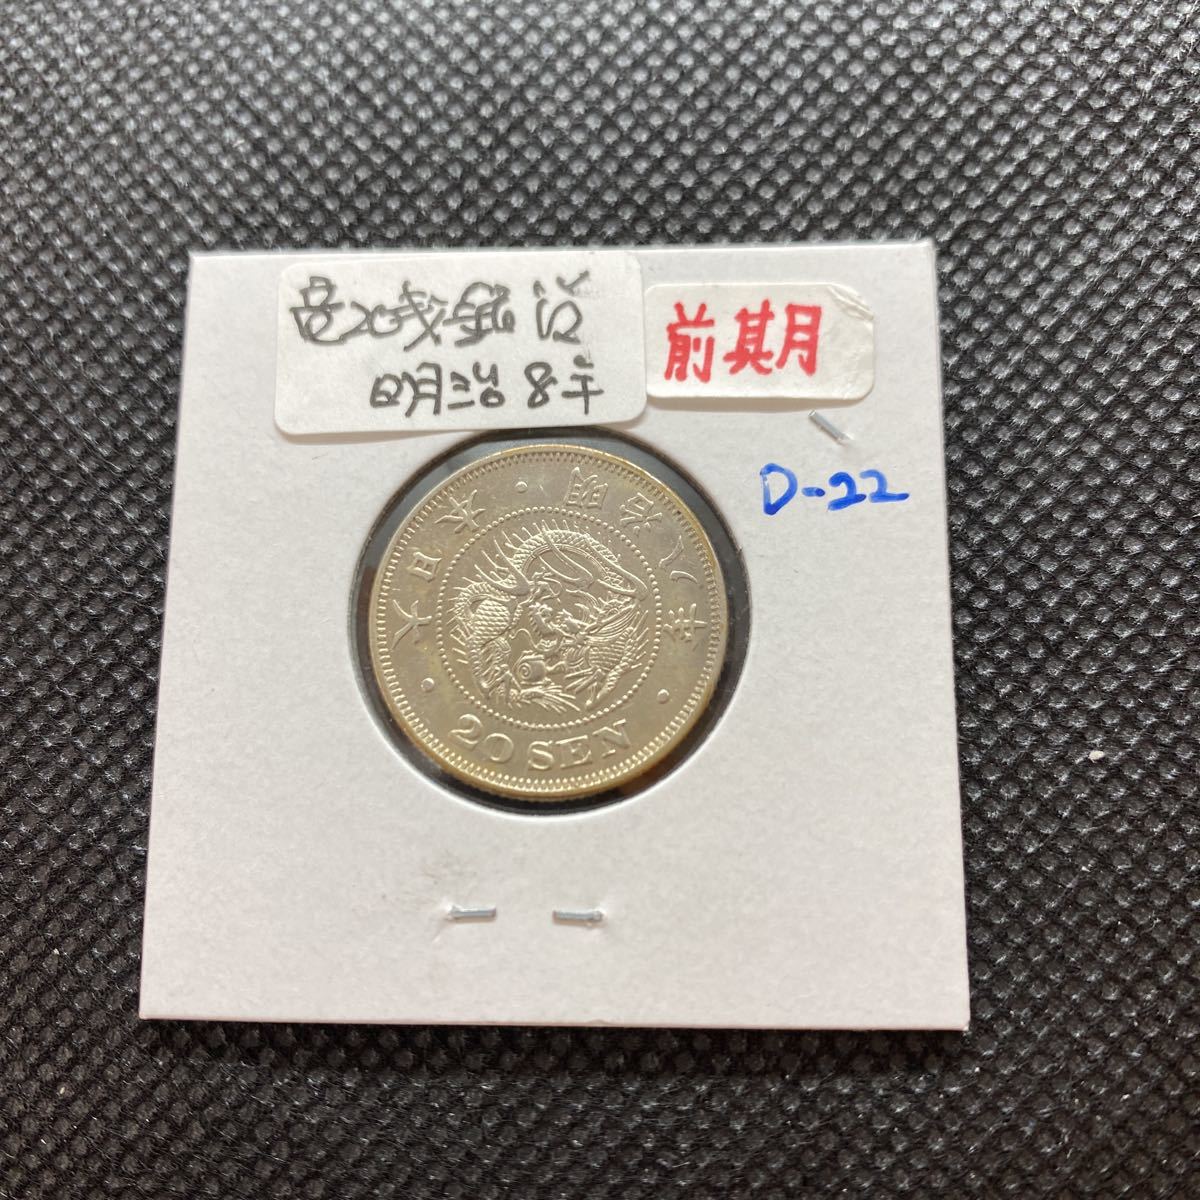 竜20銭銀貨
明治8年
前期
D-22
大日本・明治八年・
20 SEN